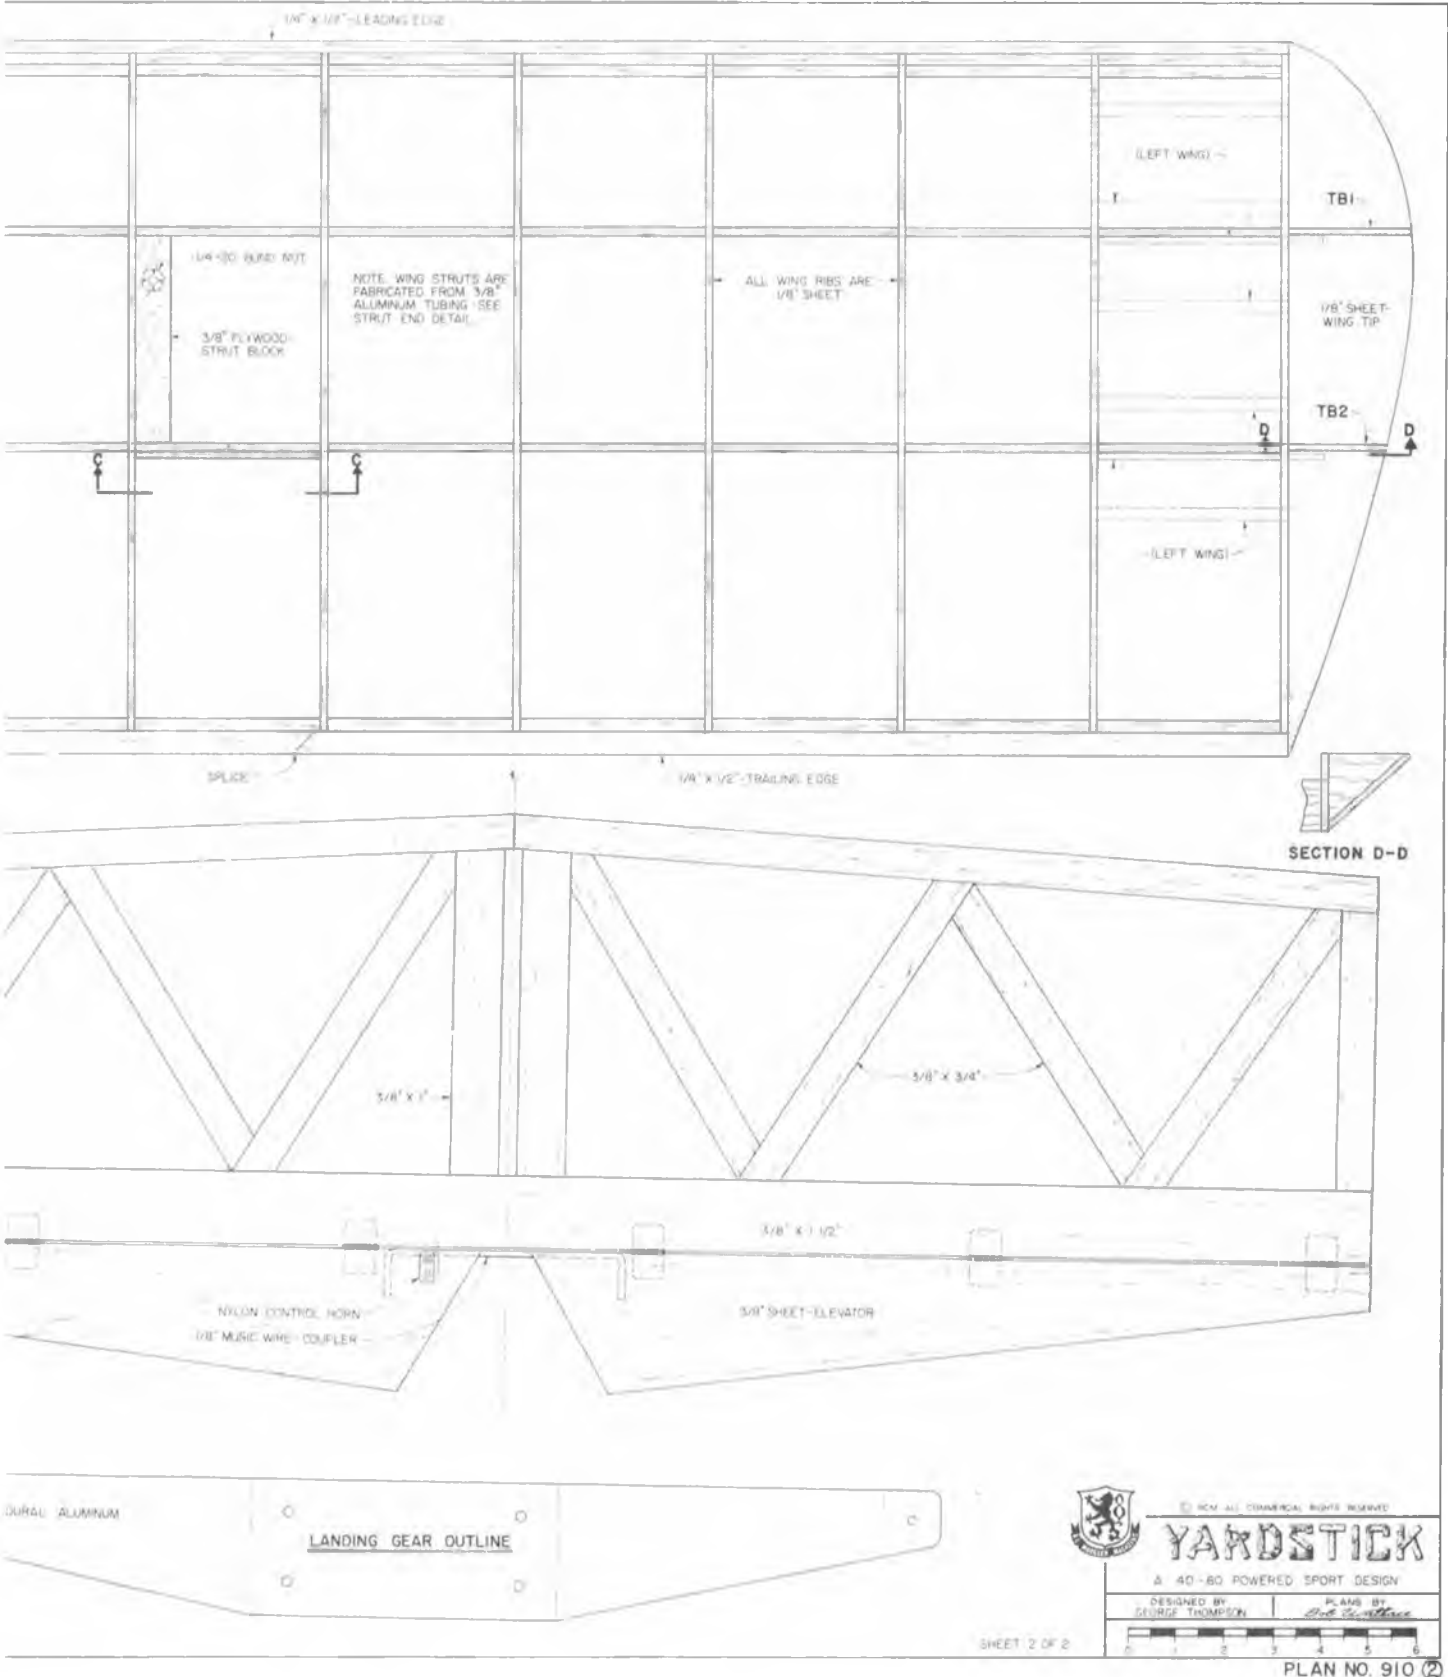 1/4" X 1/2"-LEADING EDGE
(LEFT WING)
TB1
1/4-20 BLIND NUT
NOTE: WING STRUTS ARE
FABRICATED FROM 3/8"
ALUMINUM TUBING-SEE
STRUT END DETAIL
ALL WING RIBS ARE
1/8" SHEET
1/8" SHEET-
WING TIP
3/8" PLYWOOD-
STRUT BLOCK
TB2
D
D
C
C
(LEFT WING)
SPLICE
1/4" X 1/2"-TRAILING EDGE
SECTION D-D
3/8" X 1"
3/8" X 3/4"
3/8" X 1 1/2"
NYLON CONTROL HORN
1/8" MUSIC WIRE-COUPLER
3/8" SHEET-ELEVATOR
DURAL ALUMINUM
LANDING GEAR OUTLINE
© RCM ALL COMMERCIAL RIGHTS RESERVED
YARDSTICK
A .40-.60 POWERED SPORT DESIGN
DESIGNED BY
GEORGE THOMPSON
PLANS BY
0 1 2 3 4 5 6
SHEET 2 OF 2
PLAN NO. 910 ②